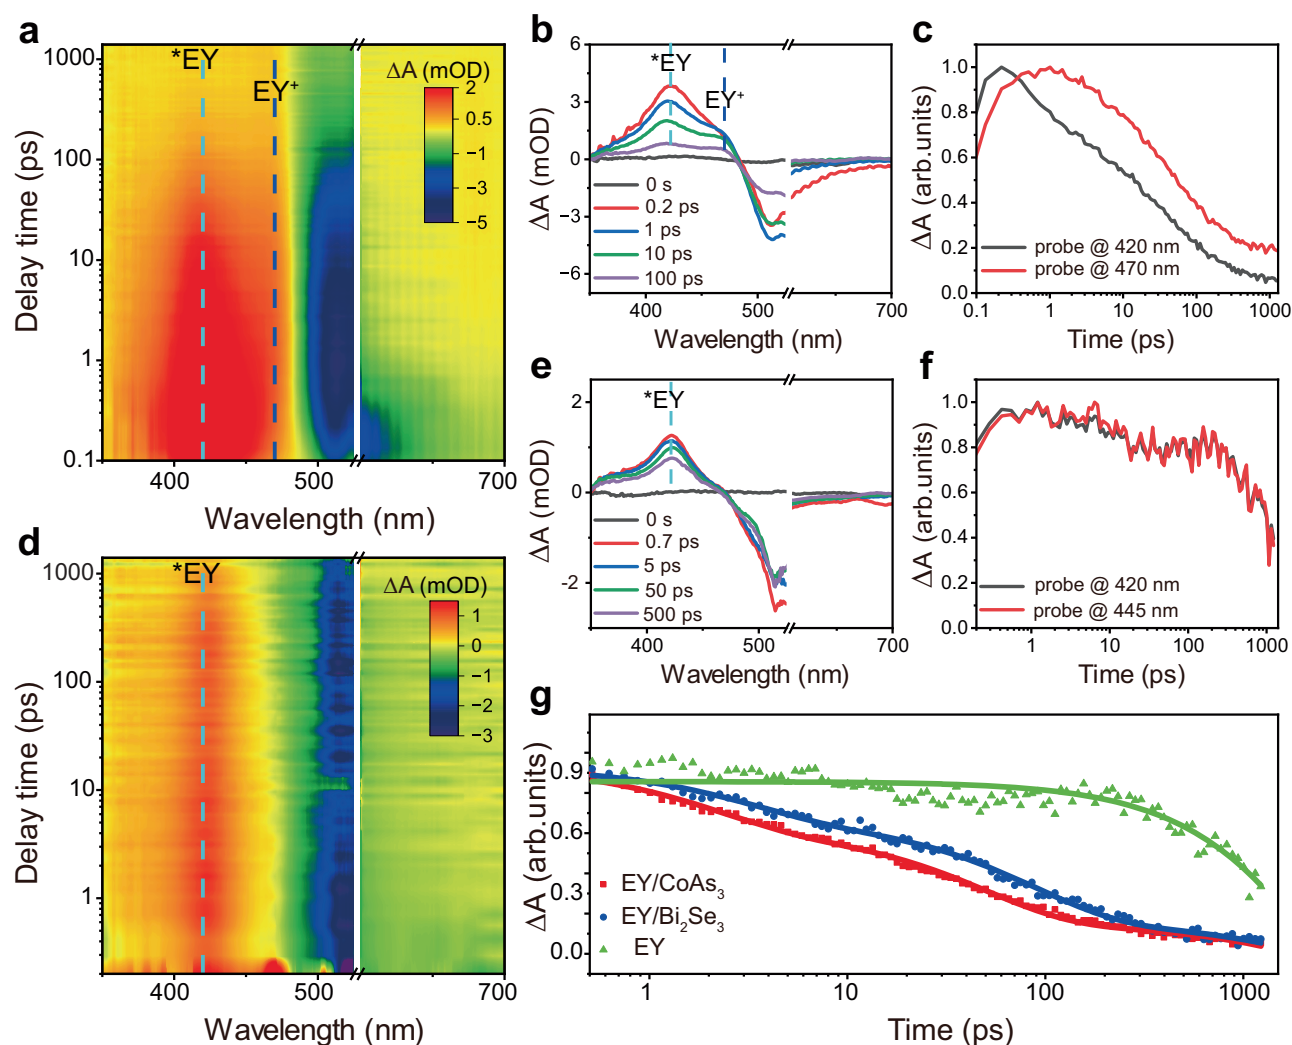 a
1000
100
10
1
0.1
Delay time (ps)
*EY
EY⁺
ΔA (mOD)
2
0.5
−1
−3
−5
400
500
700
Wavelength (nm)
b
6
3
0
−3
−6
ΔA (mOD)
*EY
EY⁺
0 s
0.2 ps
1 ps
10 ps
100 ps
400
500
700
Wavelength (nm)
c
1.0
0.8
0.6
0.4
0.2
0.0
ΔA (arb.units)
probe @ 420 nm
probe @ 470 nm
0.1
1
10
100
1000
Time (ps)
d
1000
100
10
1
Delay time (ps)
*EY
ΔA (mOD)
1
0
−1
−2
−3
400
500
700
Wavelength (nm)
e
2
0
−2
ΔA (mOD)
*EY
0 s
0.7 ps
5 ps
50 ps
500 ps
400
500
700
Wavelength (nm)
f
1.0
0.8
0.6
0.4
0.2
0.0
ΔA (arb.units)
probe @ 420 nm
probe @ 445 nm
1
10
100
1000
Time (ps)
g
0.9
0.6
0.3
0.0
ΔA (arb.units)
EY/CoAs₃
EY/Bi₂Se₃
EY
1
10
100
1000
Time (ps)